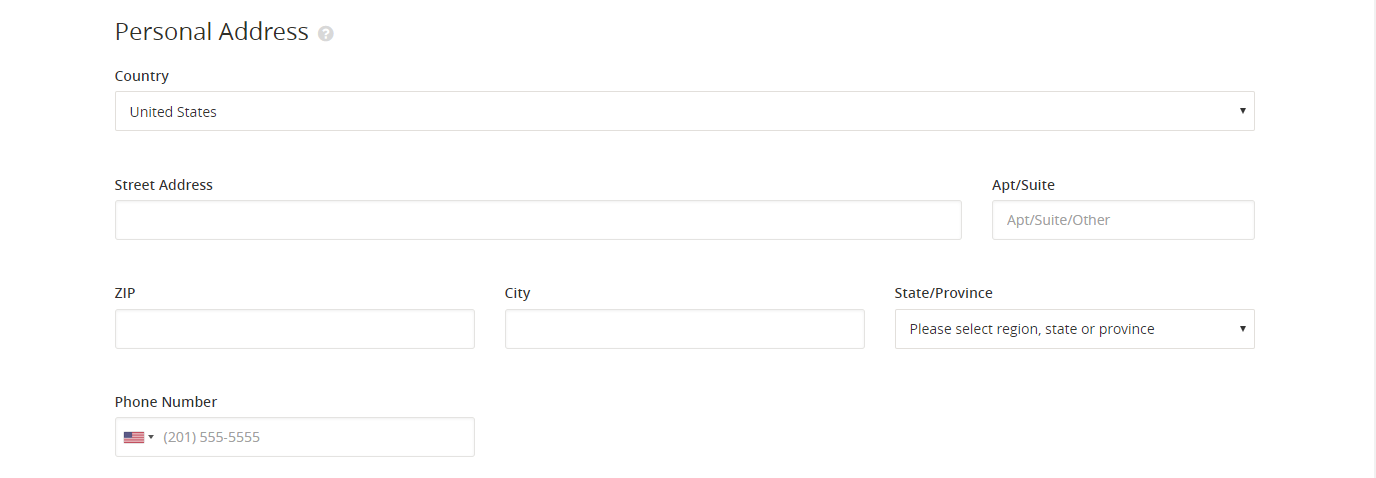 Personal Address ?
Country
United States
Street Address
Apt/Suite
Apt/Suite/Other
ZIP
City
State/Province
Please select region, state or province
Phone Number
(201) 555-5555